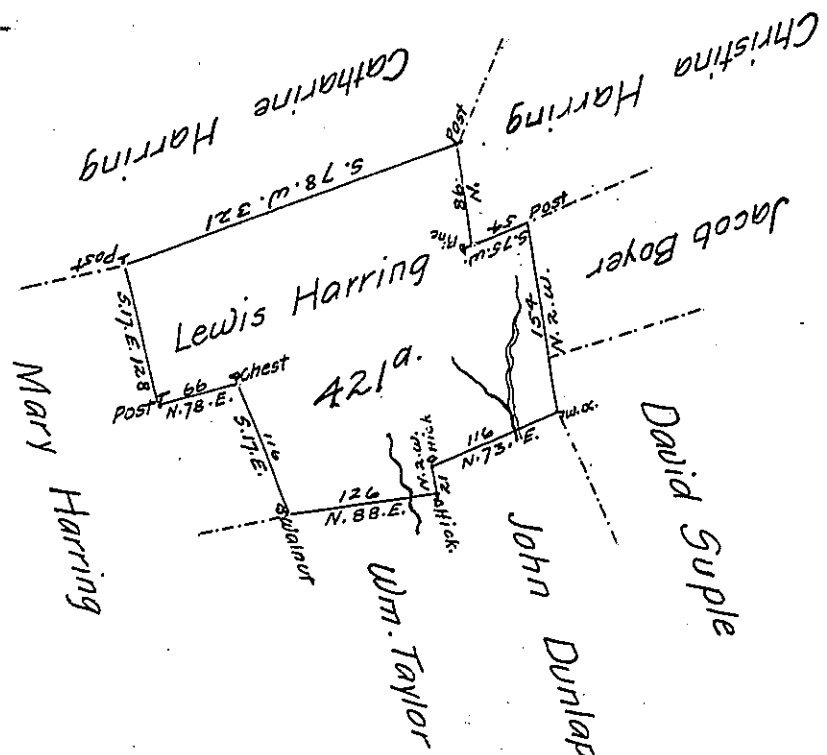 Catharine Harring
Christina Harring
Post
S. 78. W. 321
N.
98
Post
Pine
54
S.75.W.
Post
Jacob Boyer
Lewis Harring
S.17.E. 128
421a.
154
N. 2. W.
Post
66
N.78.E.
Chest
W.O.
116
S.17.E.
Hick
N.2.W.
12
116
N.73.E.
126
N. 88. E.
Hick.
Walnut
Mary Harring
Wm. Taylor
John Dunlap
David Suple